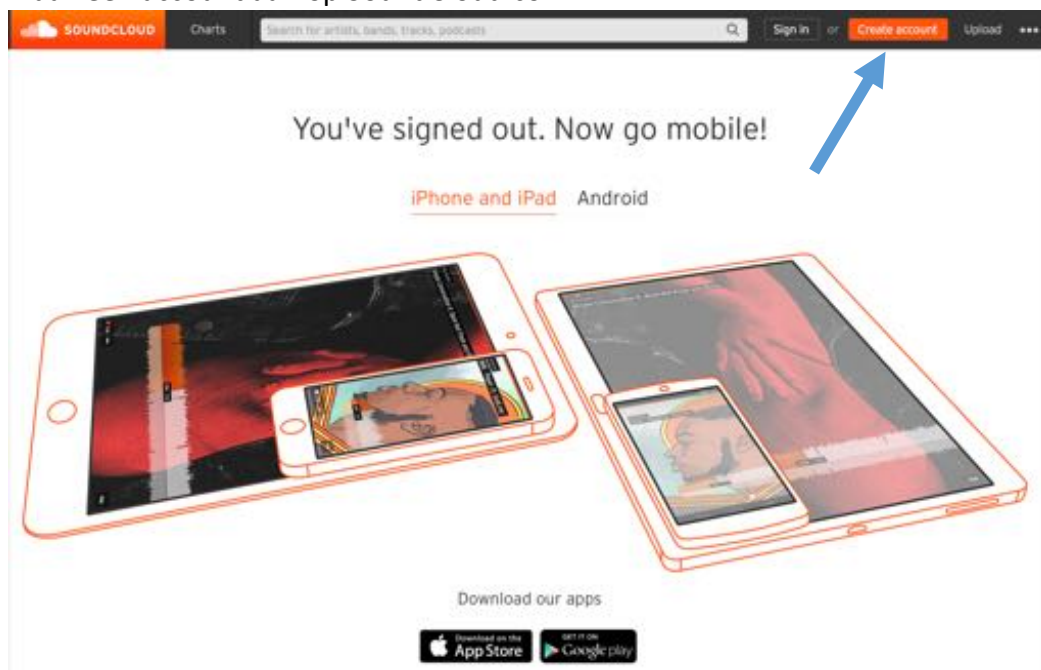 SOUNDCLOUD Charts Search for artists, bands, tracks, podcasts Sign in or Create account Upload
You've signed out. Now go mobile!
iPhone and iPad Android
Download our apps
Download on the App Store GET IT ON Google play